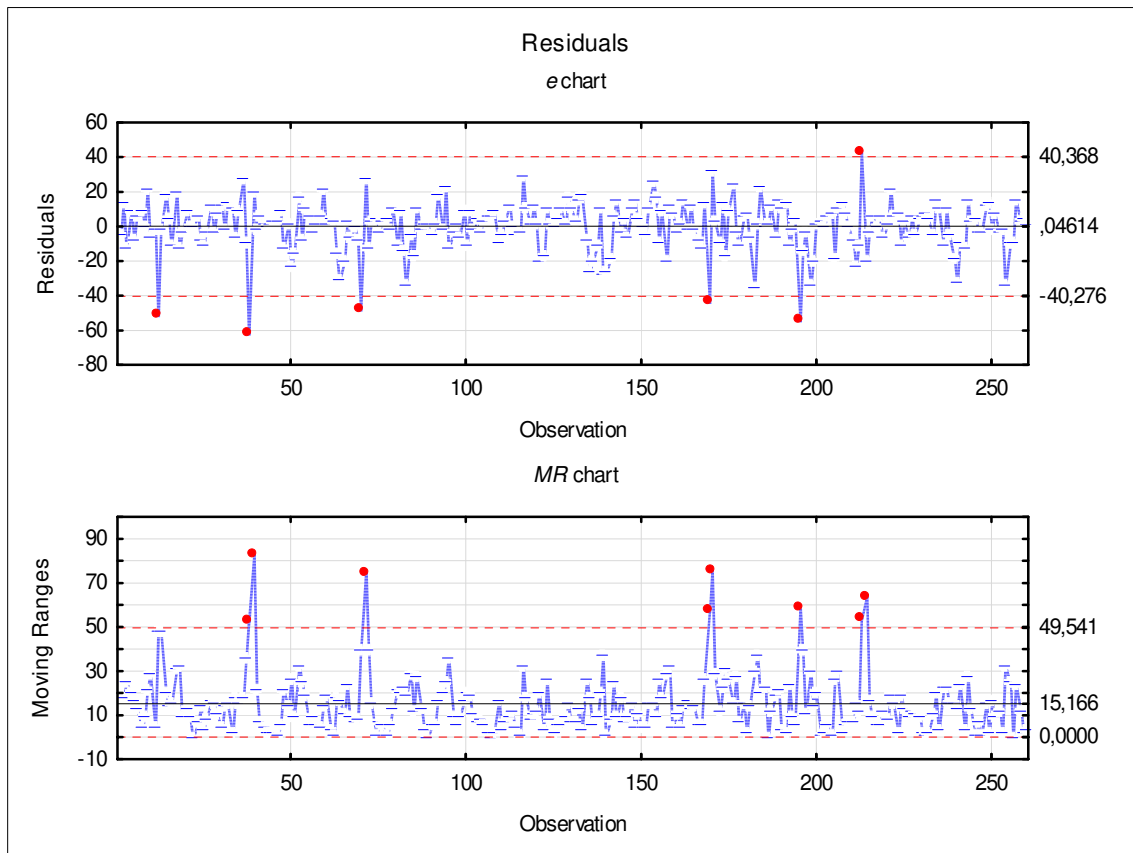 Residuals
e chart
60
40
20
0
-20
-40
-60
-80
Residuals
40,368
,04614
-40,276
50 100 150 200 250
Observation
MR chart
90
70
50
30
10
-10
Moving Ranges
49,541
15,166
0,0000
50 100 150 200 250
Observation